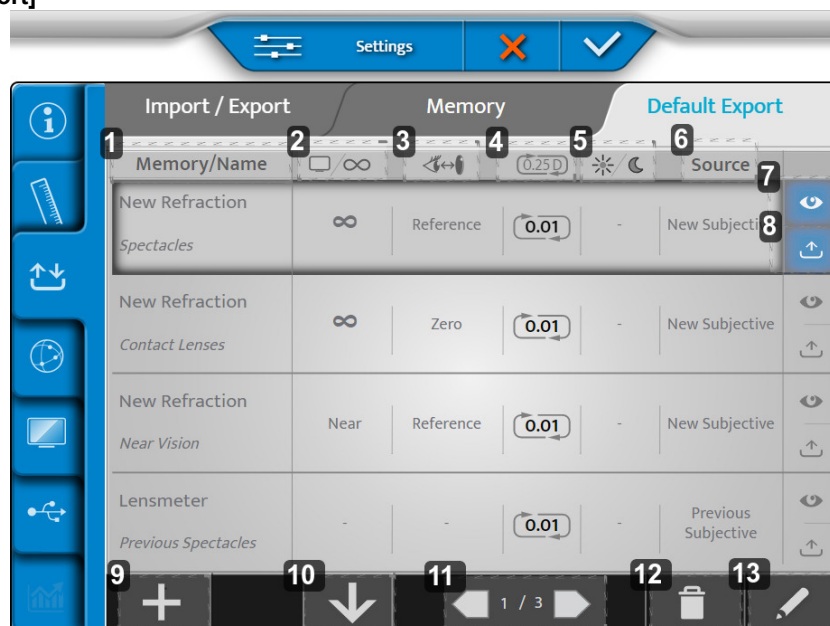 ort]
Settings
Import / Export
Memory
Default Export
1
2
3
4
5
6
Memory/Name
0.25 D
Source
7
New Refraction
Spectacles
Reference
0.01
-
New Subjecti
8
New Refraction
Contact Lenses
Zero
0.01
-
New Subjective
New Refraction
Near Vision
Near
Reference
0.01
-
New Subjective
Lensmeter
Previous Spectacles
-
-
0.01
-
Previous
Subjective
9
10
11
12
13
1 / 3